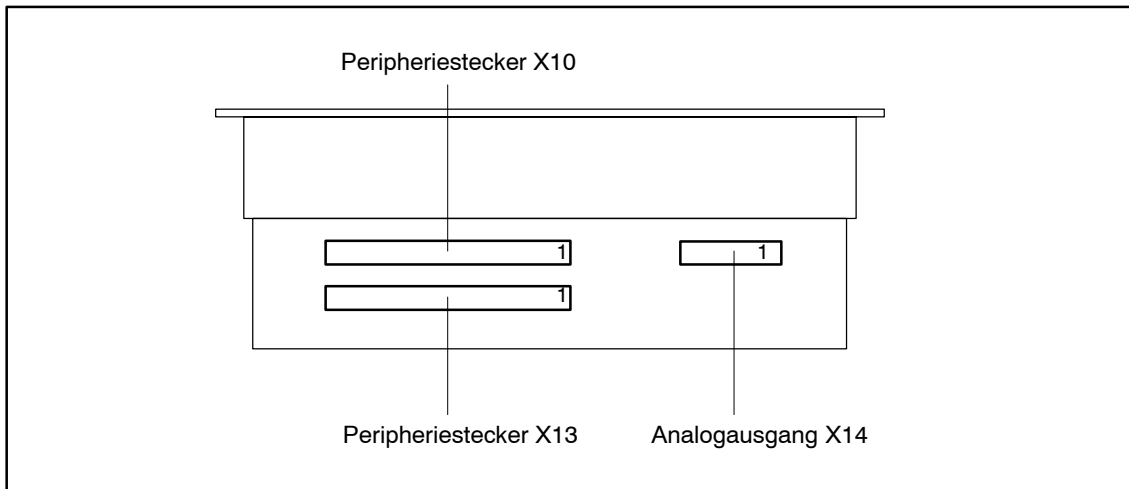 Peripheriestecker X10
1
1
1
Peripheriestecker X13
Analogausgang X14